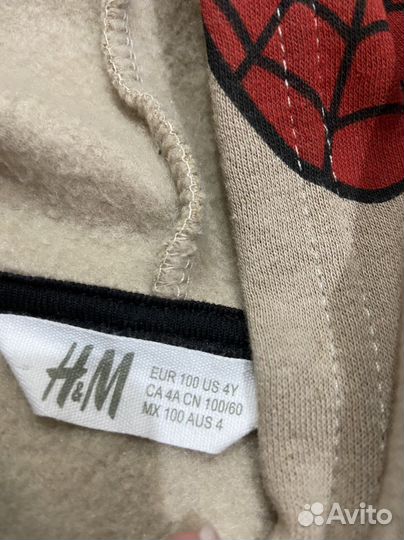 H&M
EUR 100 US 4Y
CA 4A CN 100/60
MX 100 AUS 4
Avito